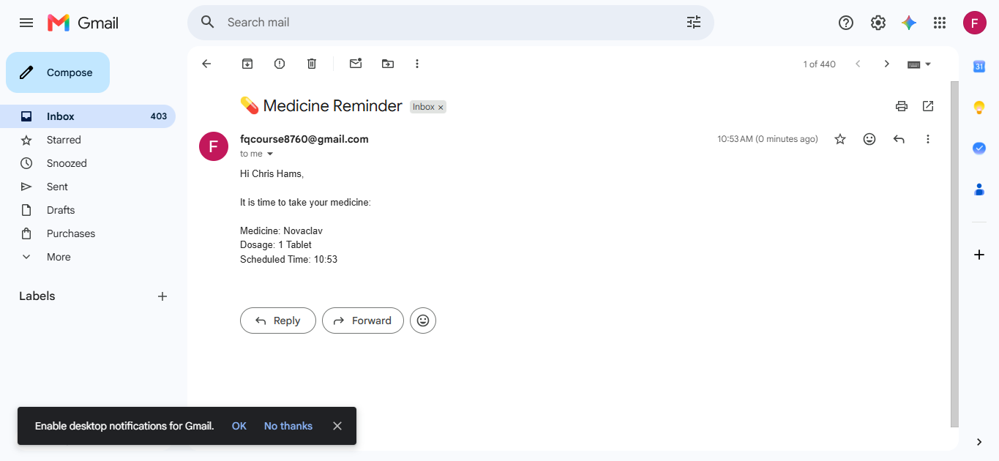 Gmail
Search mail
F
Compose
1 of 440
31
💊 Medicine Reminder
Inbox ×
Inbox 403
Starred
Snoozed
Sent
Drafts
Purchases
More
Labels
F
fqcourse8760@gmail.com
10:53 AM (0 minutes ago)
to me
Hi Chris Hams,
It is time to take your medicine:
Medicine: Novaclav
Dosage: 1 Tablet
Scheduled Time: 10:53
Reply
Forward
Enable desktop notifications for Gmail. OK No thanks